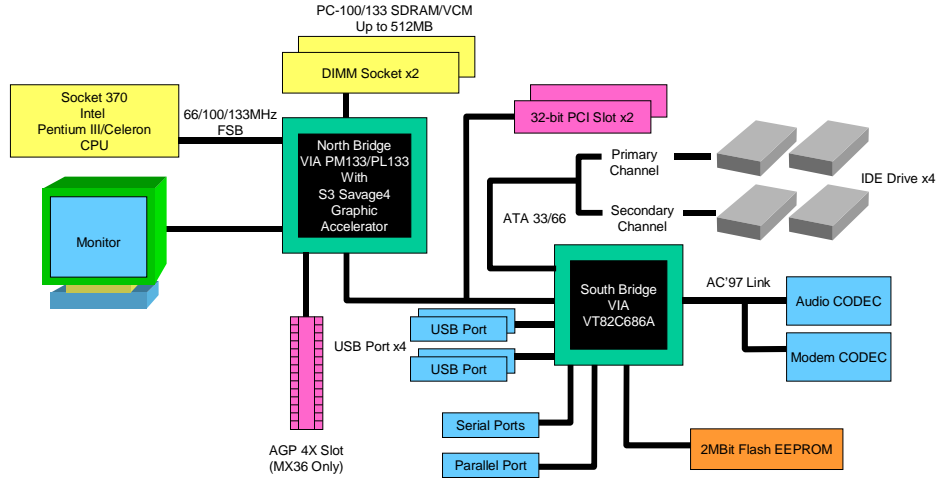 PC-100/133 SDRAM/VCM
Up to 512MB
DIMM Socket x2
Socket 370
Intel
Pentium III/Celeron
CPU
66/100/133MHz
FSB
North Bridge
VIA PM133/PL133
With
S3 Savage4
Graphic
Accelerator
32-bit PCI Slot x2
Primary
Channel
IDE Drive x4
Secondary
Channel
ATA 33/66
Monitor
South Bridge
VIA
VT82C686A
AC'97 Link
Audio CODEC
Modem CODEC
USB Port x4
USB Port
USB Port
AGP 4X Slot
(MX36 Only)
Serial Ports
Parallel Port
2MBit Flash EEPROM